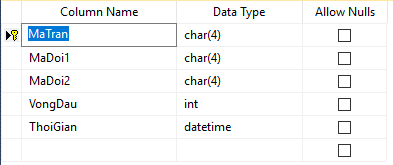 Column Name Data Type Allow Nulls
MaTran char(4)
MaDoi1 char(4)
MaDoi2 char(4)
VongDau int
ThoiGian datetime